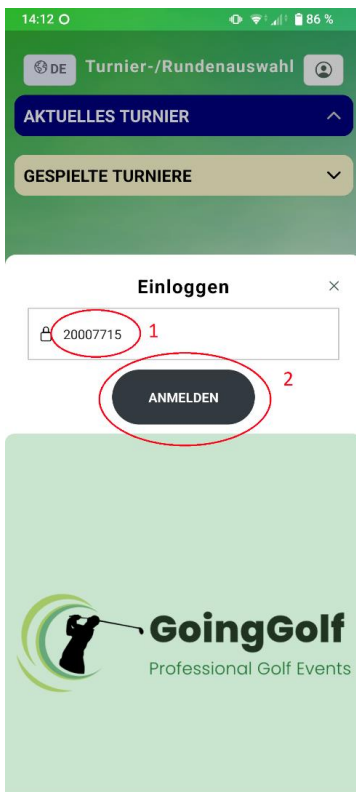 14:12 86 %
DE Turnier-/Rundenauswahl
AKTUELLES TURNIER
GESPIELTE TURNIERE
Einloggen ×
20007715 1
ANMELDEN 2
GoingGolf
Professional Golf Events